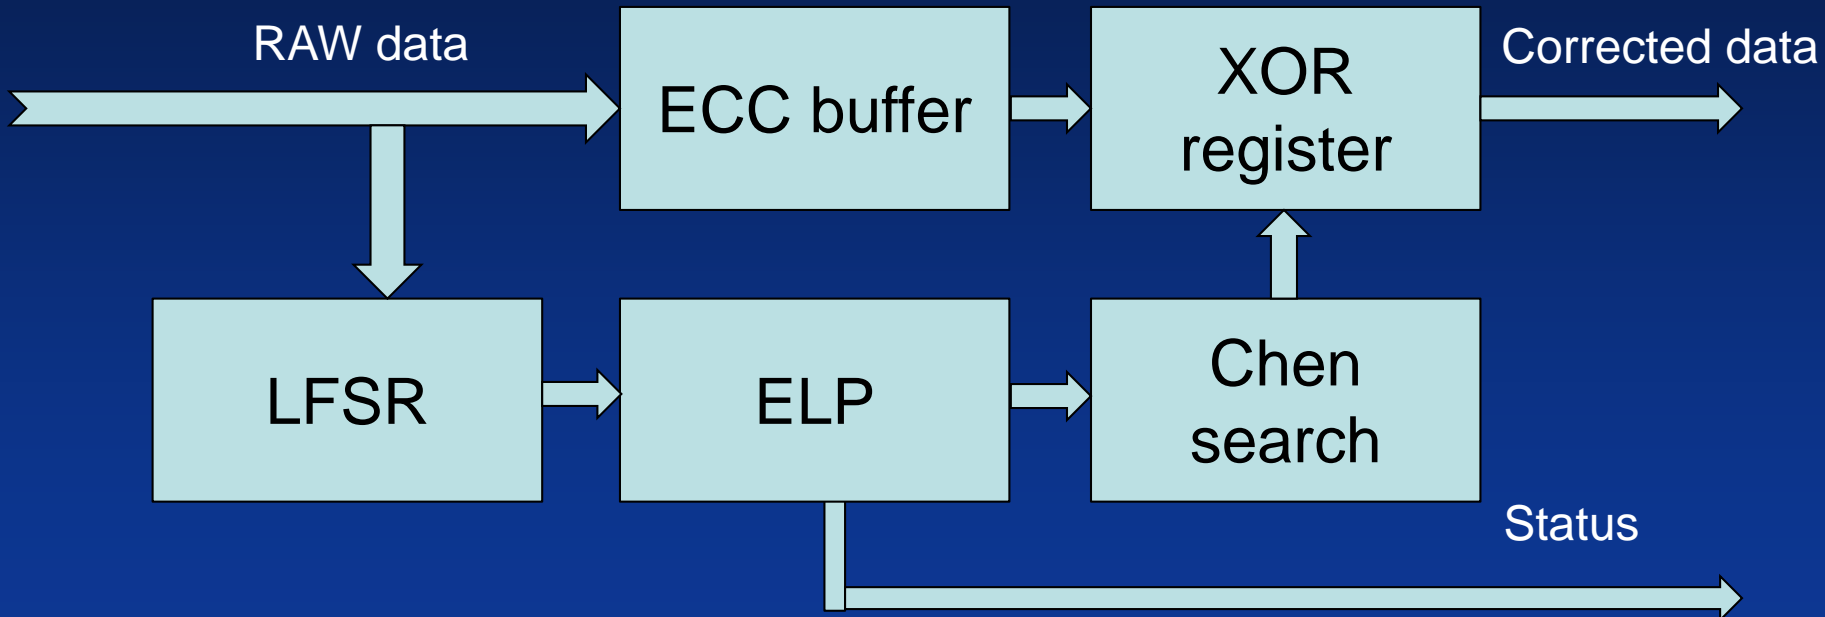 RAW data
ECC buffer
XOR
register
Corrected data
LFSR
ELP
Chen
search
Status